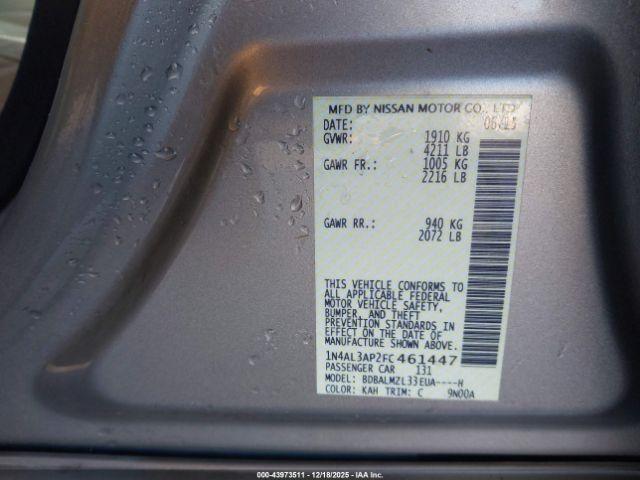 MFD BY NISSAN MOTOR CO., LTD
DATE: 06/15
GVWR: 1910 KG
4211 LB
GAWR FR.: 1005 KG
2216 LB
GAWR RR.: 940 KG
2072 LB
THIS VEHICLE CONFORMS TO
ALL APPLICABLE FEDERAL
MOTOR VEHICLE SAFETY,
BUMPER, AND THEFT
PREVENTION STANDARDS IN
EFFECT ON THE DATE OF
MANUFACTURE SHOWN ABOVE.
1N4AL3AP2FC461447
PASSENGER CAR 131
MODEL: BDBALMZL33EUA----H
COLOR: KAH TRIM: C 9N00A
000-43973511 - 12/18/2025 - IAA Inc.